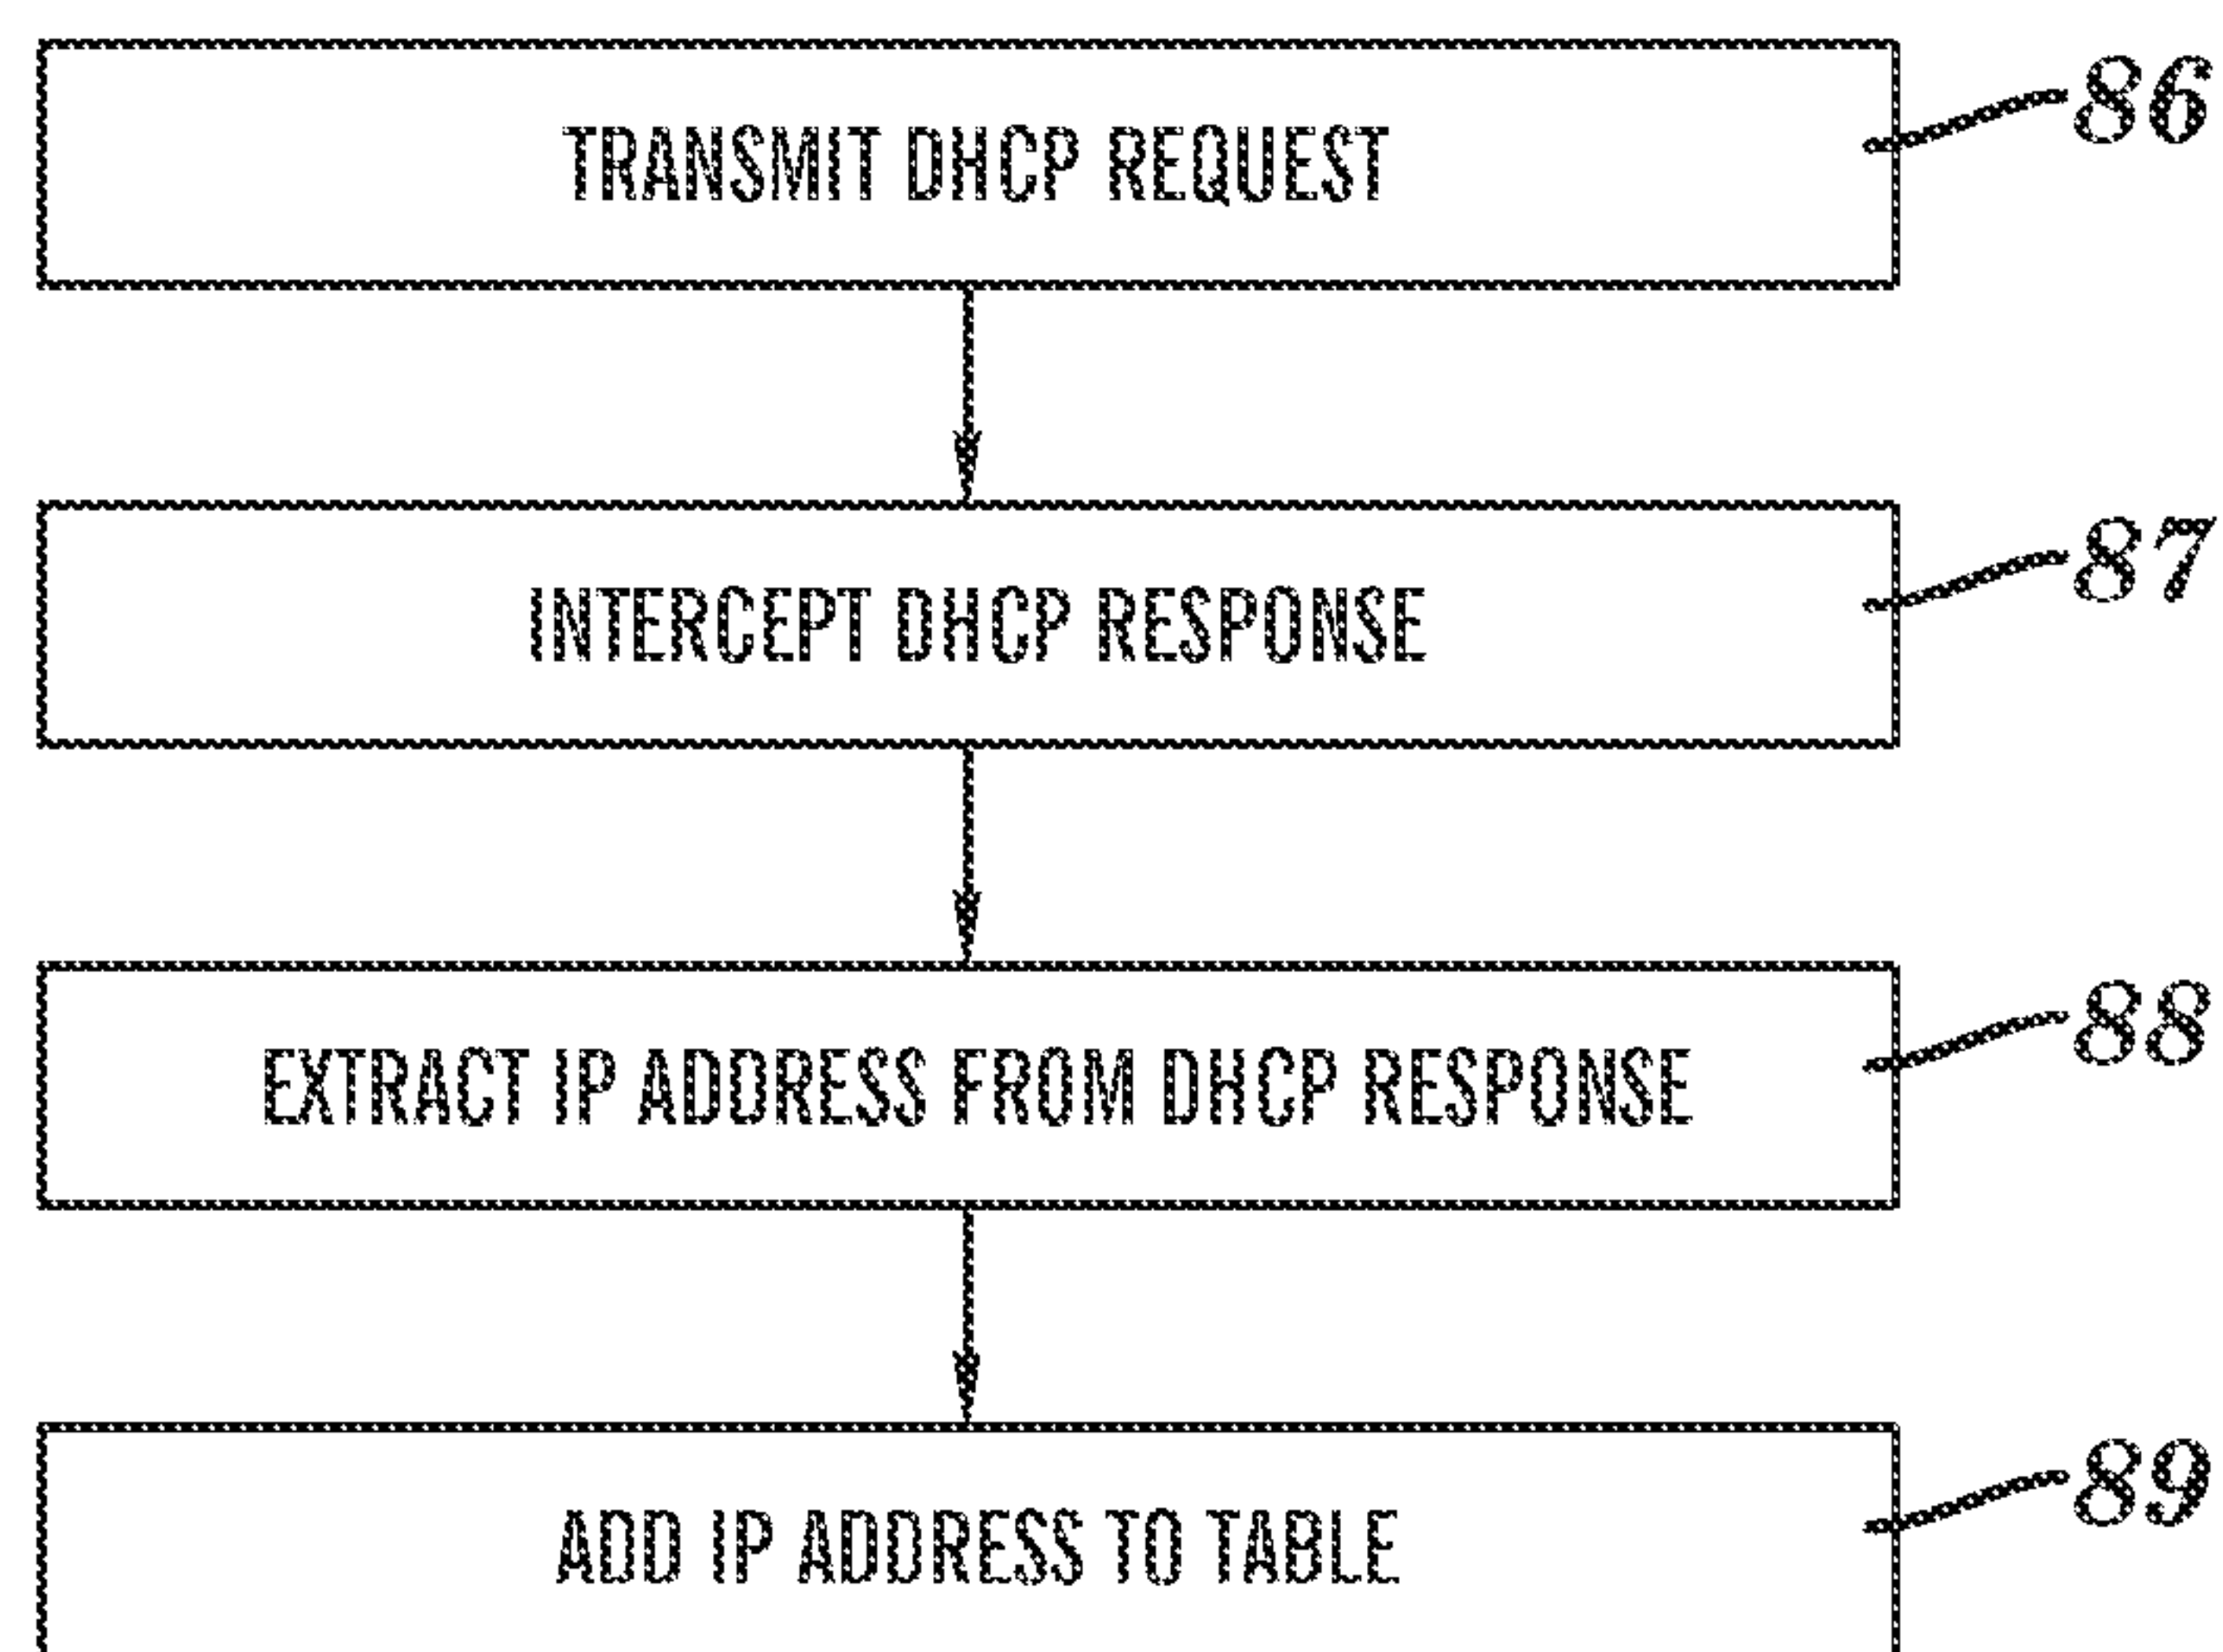 TRANSMIT DHCP REQUEST
86
INTERCEPT DHCP RESPONSE
87
EXTRACT IP ADDRESS FROM DHCP RESPONSE
88
ADD IP ADDRESS TO TABLE
89